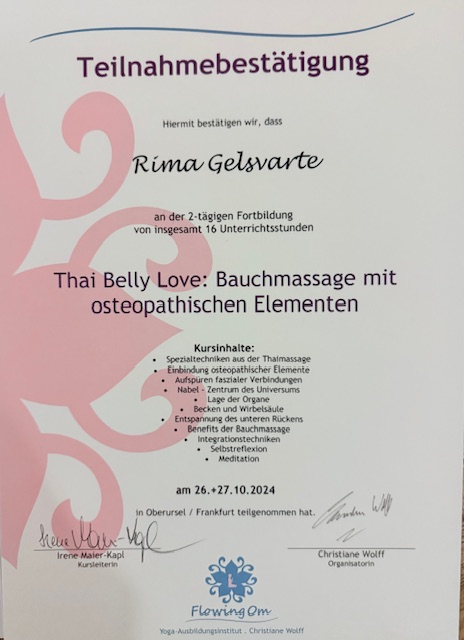 Teilnahmebestätigung
Hiermit bestätigen wir, dass
Rima Gelsvarte
an der 2-tägigen Fortbildung
von insgesamt 16 Unterrichtsstunden
Thai Belly Love: Bauchmassage mit
osteopathischen Elementen
Kursinhalte:
• Spezialtechniken aus der Thaimassage
• Einbindung osteopathischer Elemente
• Aufspüren faszialer Verbindungen
• Nabel – Zentrum des Universums
• Lage der Organe
• Becken und Wirbelsäule
• Entspannung des unteren Rückens
• Benefits der Bauchmassage
• Integrationstechniken
• Selbstreflexion
• Meditation
am 26.+27.10.2024
in Oberursel / Frankfurt teilgenommen hat.
Irene Maier-Kapl
Irene Maier-Kapl
Kursleiterin
Christiane Wolff
Organisatorin
Flowing Om
Yoga-Ausbildungsinstitut . Christiane Wolff